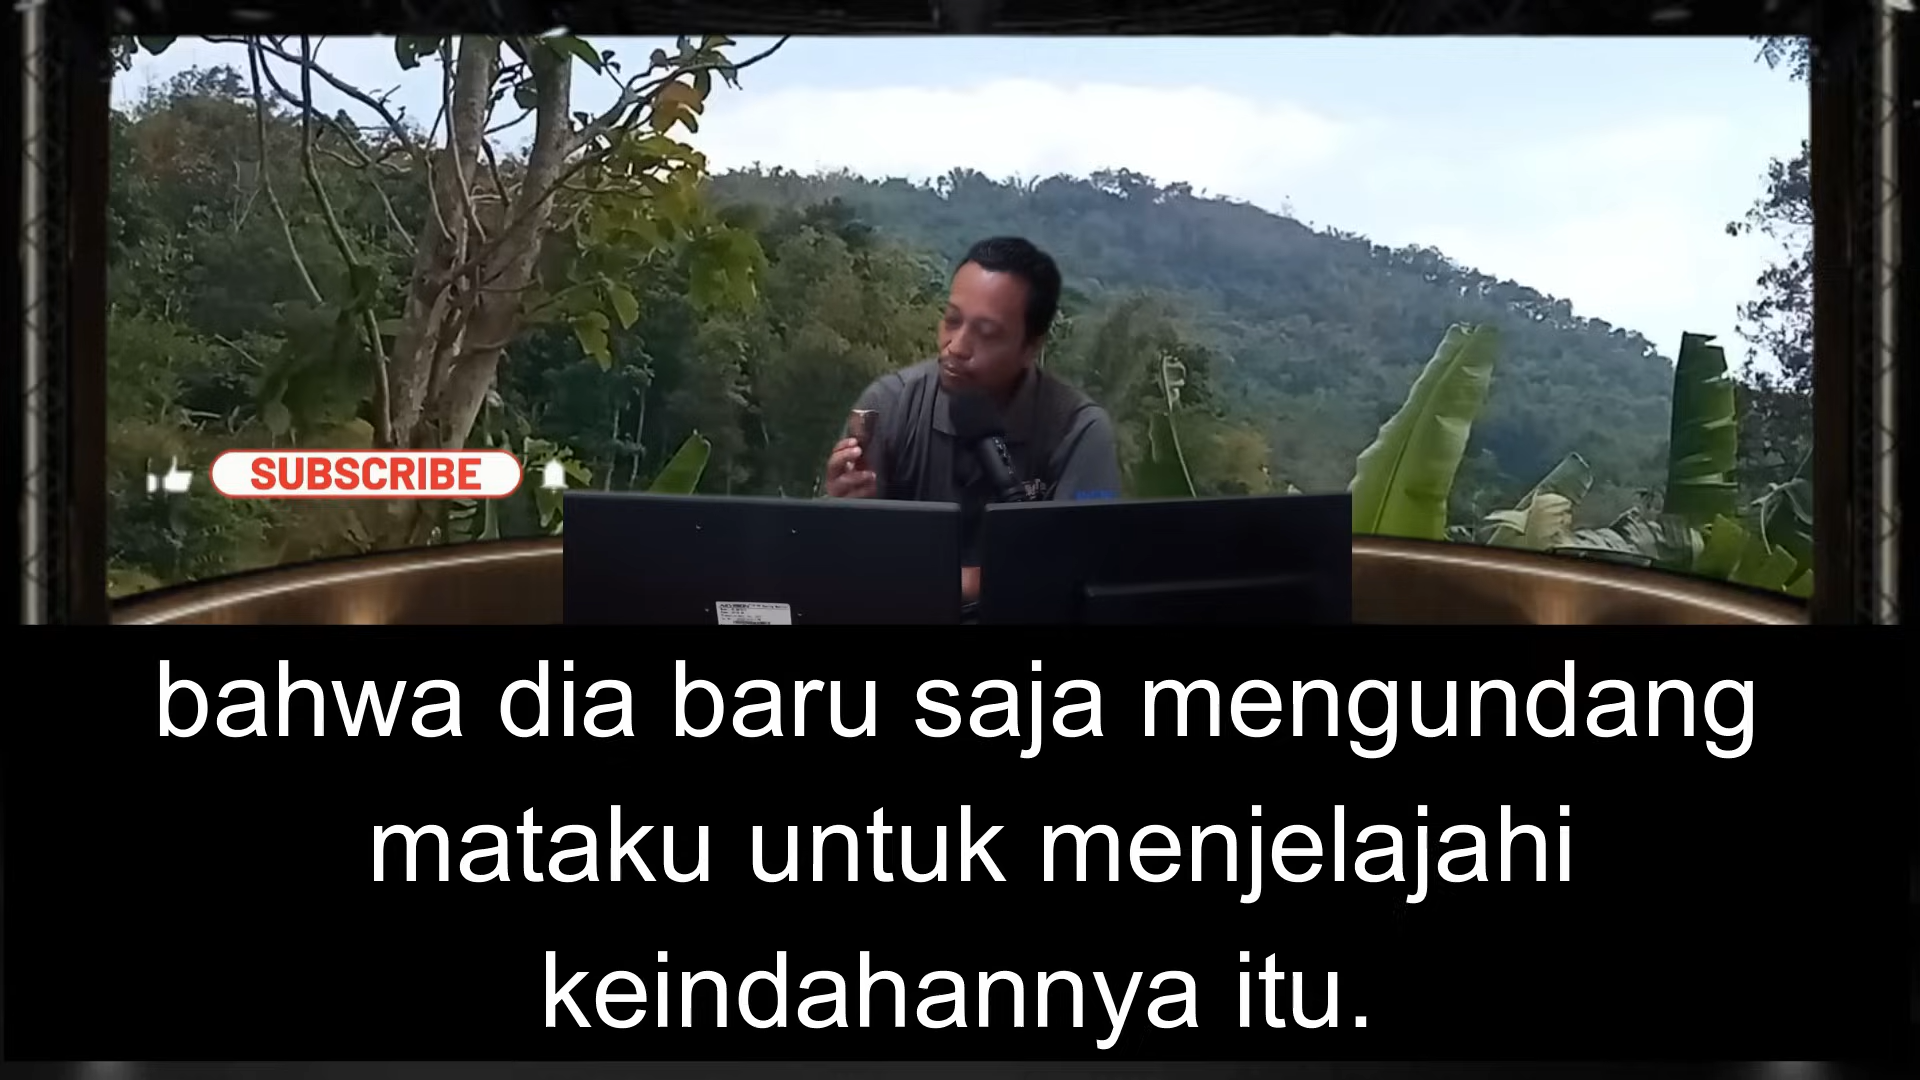 SUBSCRIBE
bahwa dia baru saja mengundang
mataku untuk menjelajahi
keindahannya itu.